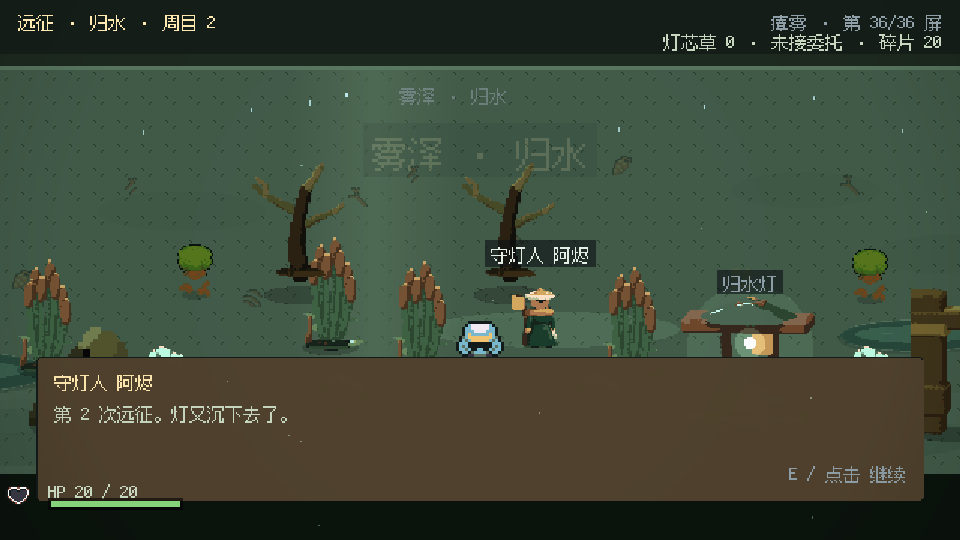 远征 · 归水 · 周目 2
瘴雾 · 第 36/36 屏
灯芯草 0 · 未接委托 · 碎片 20
雾泽 · 归水
雾泽 · 归水
守灯人 阿烬
归水灯
守灯人 阿烬
第 2 次远征。灯又沉下去了。
E / 点击 继续
HP 20 / 20